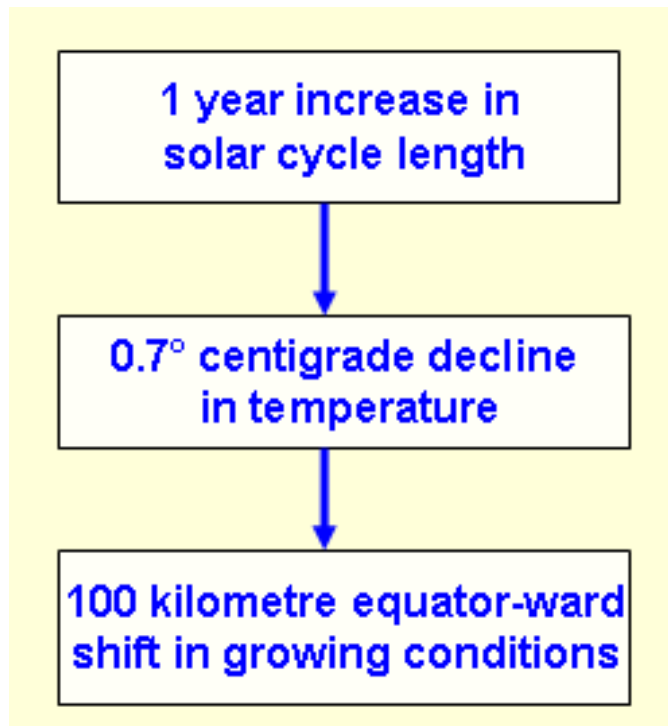 1 year increase in
solar cycle length
0.7° centigrade decline
in temperature
100 kilometre equator-ward
shift in growing conditions